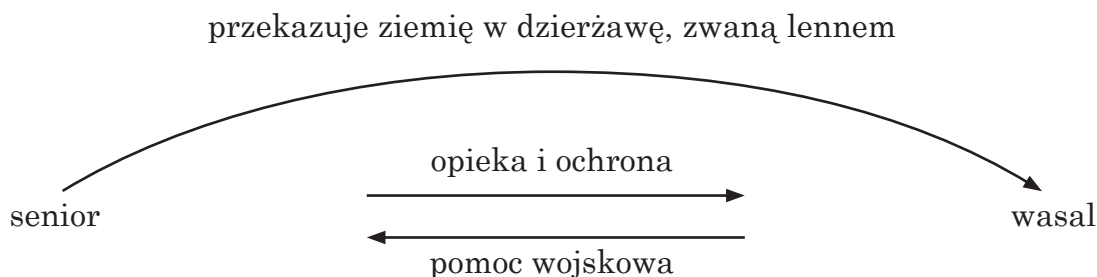 przekazuje ziemię w dzierżawę, zwaną lennem
opieka i ochrona
senior
wasal
pomoc wojskowa